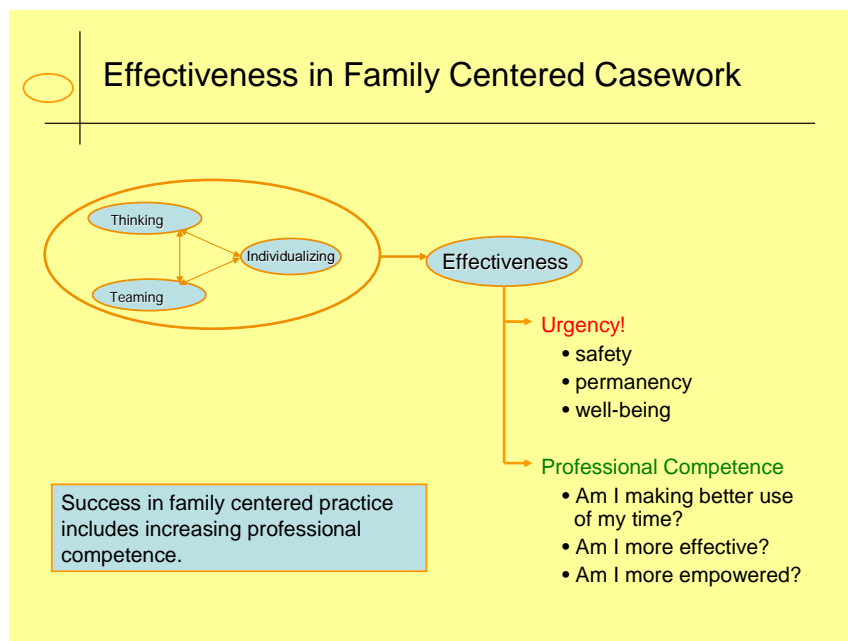 Effectiveness in Family Centered Casework
Thinking
Individualizing
Teaming
Effectiveness
Urgency!
• safety
• permanency
• well-being
Professional Competence
• Am I making better use
of my time?
• Am I more effective?
• Am I more empowered?
Success in family centered practice
includes increasing professional
competence.